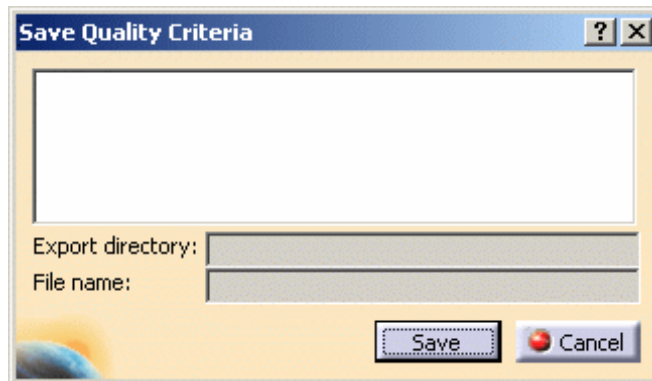 Save Quality Criteria
Export directory:
File name:
Save
Cancel